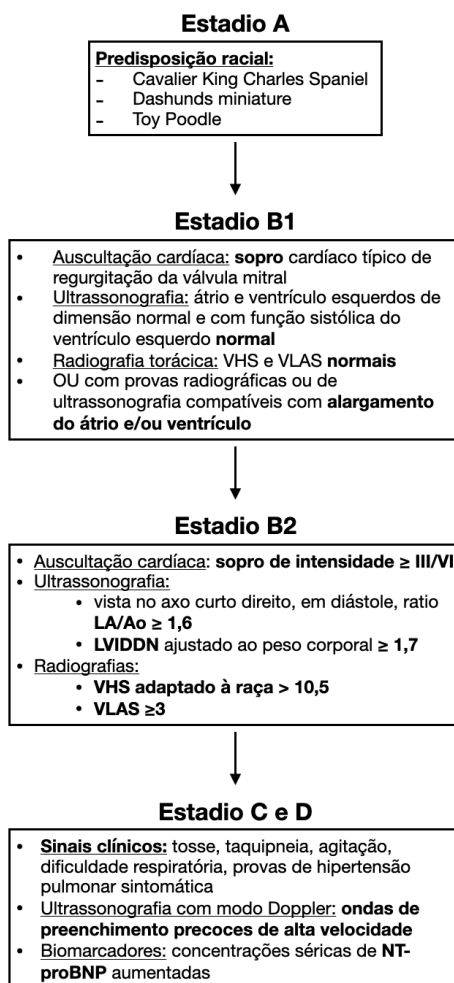 Estadio A
Predisposição racial:
- Cavalier King Charles Spaniel
- Dashunds miniature
- Toy Poodle
Estadio B1
• Auscultação cardíaca: sopro cardíaco típico de
regurgitação da válvula mitral
• Ultrassonografia: átrio e ventrículo esquerdos de
dimensão normal e com função sistólica do
ventrículo esquerdo normal
• Radiografia torácica: VHS e VLAS normais
• OU com provas radiográficas ou de
ultrassonografia compatíveis com alargamento
do átrio e/ou ventrículo
Estadio B2
• Auscultação cardíaca: sopro de intensidade ≥ III/VI
• Ultrassonografia:
• vista no axo curto direito, em diástole, ratio
LA/Ao ≥ 1,6
• LVIDDN ajustado ao peso corporal ≥ 1,7
• Radiografias:
• VHS adaptado à raça > 10,5
• VLAS ≥3
Estadio C e D
• Sinais clínicos: tosse, taquipneia, agitação,
dificuldade respiratória, provas de hipertensão
pulmonar sintomática
• Ultrassonografia com modo Doppler: ondas de
preenchimento precoces de alta velocidade
• Biomarcadores: concentrações séricas de NT-
proBNP aumentadas